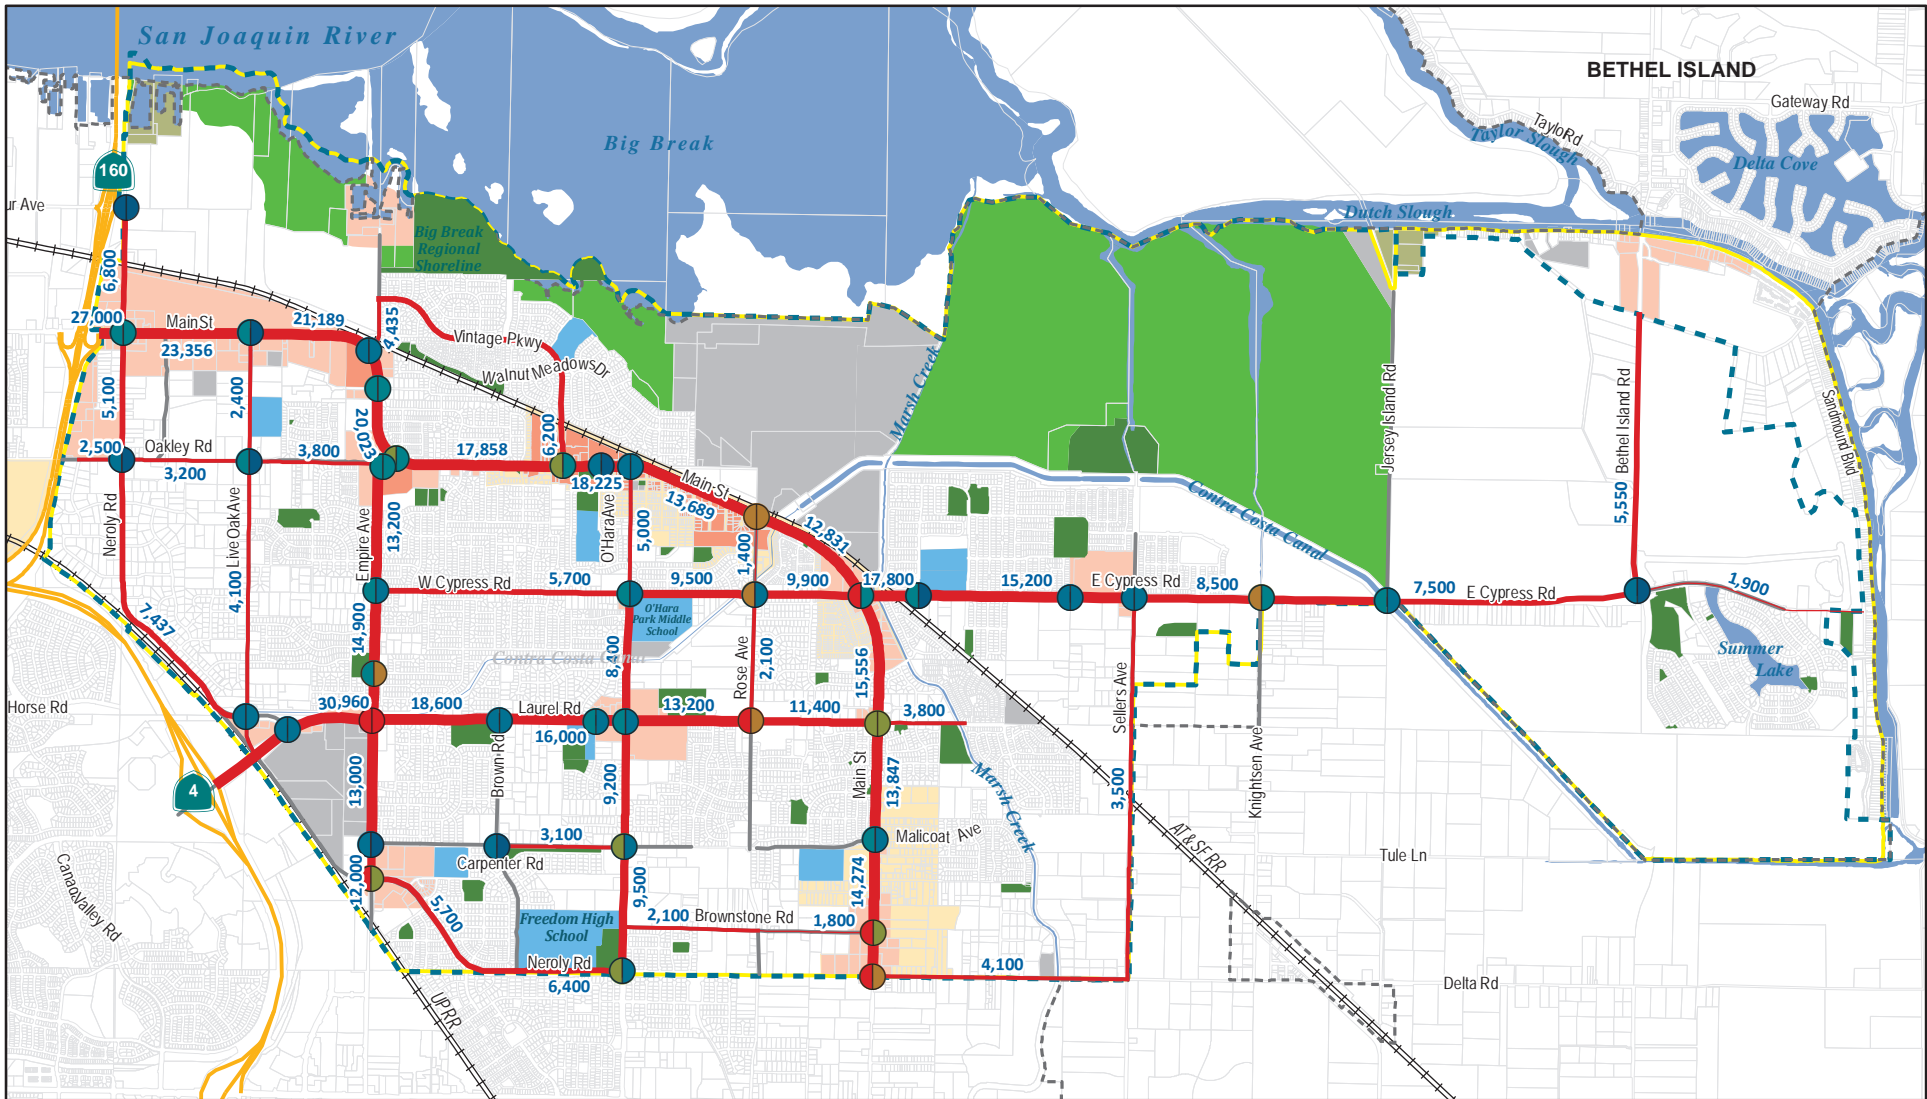 San Joaquin River
BETHEL ISLAND
Gateway Rd
Taylor Slough
Taylor Rd
Delta Cove
Big Break
160
ur Ave
Dutch Slough
Big Break
Regional
Shoreline
6,800
27,000
Main St
21,189
23,356
4,435
Vintage Pkwy
Walnut Meadows Dr
Marsh Creek
Jersey Island Rd
Bethel Island Rd
Sandmound Blvd
5,100
2,400
20,023
2,500
Oakley Rd
3,200
3,800
17,858
6,200
18,225
Main St
13,689
12,831
Contra Costa Canal
5,550
Neroly Rd
Live Oak Ave
Empire Ave
13,200
O'Hara Ave
5,000
1,400
4,100
W Cypress Rd
5,700
9,500
9,900
17,800
15,200
E Cypress Rd
8,500
7,500
E Cypress Rd
1,900
7,437
14,900
O'Hara
Park Middle
School
8,400
Contra Costa Canal
Rose Ave
2,100
15,556
Sellers Ave
Summer
Lake
Horse Rd
30,960
18,600
Laurel Rd
16,000
13,200
11,400
3,800
4
13,000
Brown Rd
9,200
Main St
13,847
Marsh Creek
3,500
Knightsen Ave
3,100
Carpenter Rd
Malicoat Ave
AT&SF RR
Tule Ln
Canada Valley Rd
12,000
5,700
9,500
14,274
Freedom High
School
2,100
Brownstone Rd
1,800
Neroly Rd
6,400
4,100
Delta Rd
UPRR